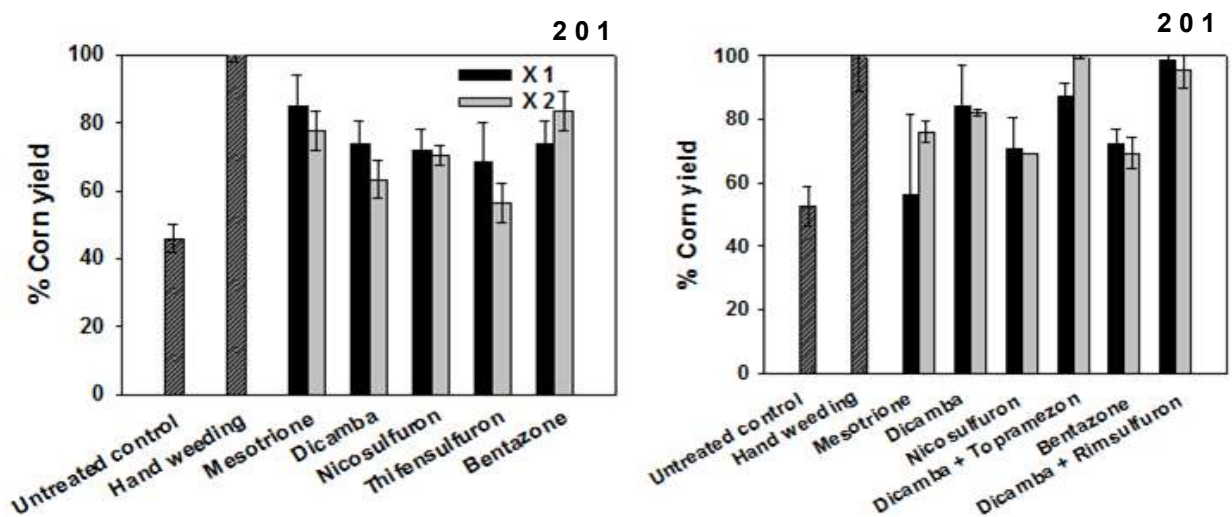 2 0 1
% Corn yield
100
80
60
40
20
0
X 1
X 2
Untreated control
Hand weeding
Mesotrione
Dicamba
Nicosulfuron
Thifensulfuron
Bentazone
2 0 1
% Corn yield
100
80
60
40
20
0
Untreated control
Hand weeding
Mesotrione
Dicamba
Nicosulfuron
Dicamba + Topramezon
Bentazone
Dicamba + Rimsulfuron